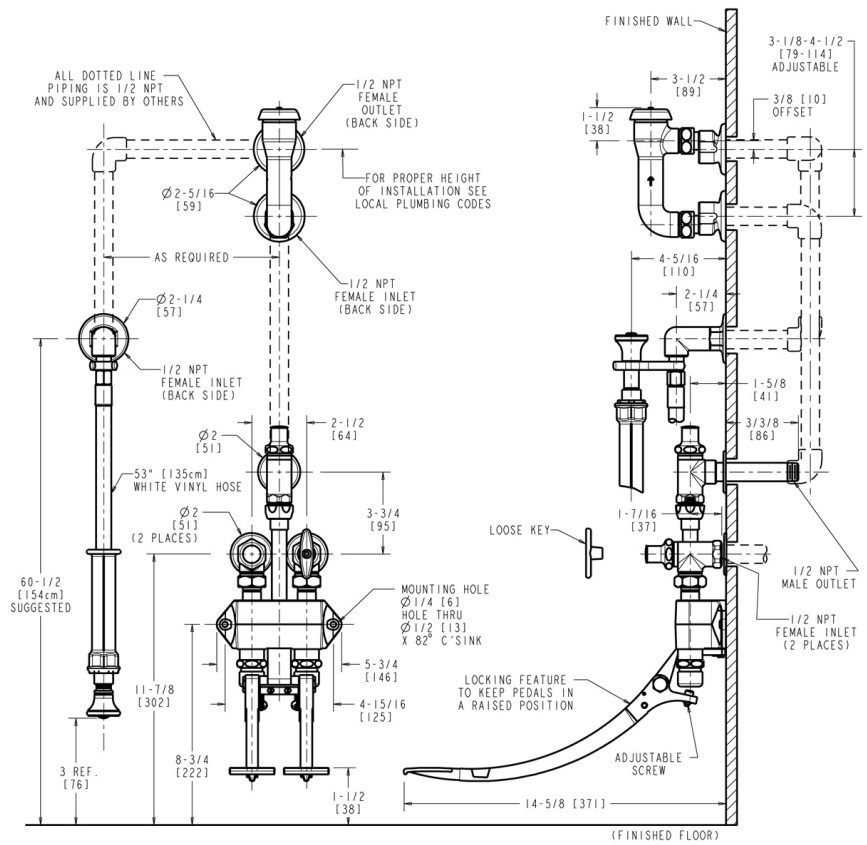 FINISHED WALL
3-1/8-4-1/2
[79-114]
ADJUSTABLE
3-1/2
[89]
ALL DOTTED LINE
PIPING IS 1/2 NPT
AND SUPPLIED BY OTHERS
1/2 NPT
FEMALE
OUTLET
(BACK SIDE)
1-1/2
[38]
3/8 [10]
OFFSET
Ø2-5/16
[59]
FOR PROPER HEIGHT
OF INSTALLATION SEE
LOCAL PLUMBING CODES
AS REQUIRED
4-5/16
[110]
1/2 NPT
FEMALE INLET
(BACK SIDE)
2-1/4
[57]
Ø2-1/4
[57]
1/2 NPT
FEMALE INLET
(BACK SIDE)
1-5/8
[41]
2-1/2
[64]
3/3/8
[86]
Ø2
[51]
53" [135cm]
WHITE VINYL HOSE
3-3/4
[95]
Ø2
[51]
(2 PLACES)
1-7/16
[37]
LOOSE KEY
1/2 NPT
MALE OUTLET
60-1/2
[154cm]
SUGGESTED
MOUNTING HOLE
Ø1/4 [6]
HOLE THRU
Ø1/2 [13]
X 82° C'SINK
1/2 NPT
FEMALE INLET
(2 PLACES)
5-3/4
[146]
LOCKING FEATURE
TO KEEP PEDALS IN
A RAISED POSITION
11-7/8
[302]
4-15/16
[125]
8-3/4
[222]
ADJUSTABLE
SCREW
3 REF.
[76]
1-1/2
[38]
14-5/8 [371]
(FINISHED FLOOR)